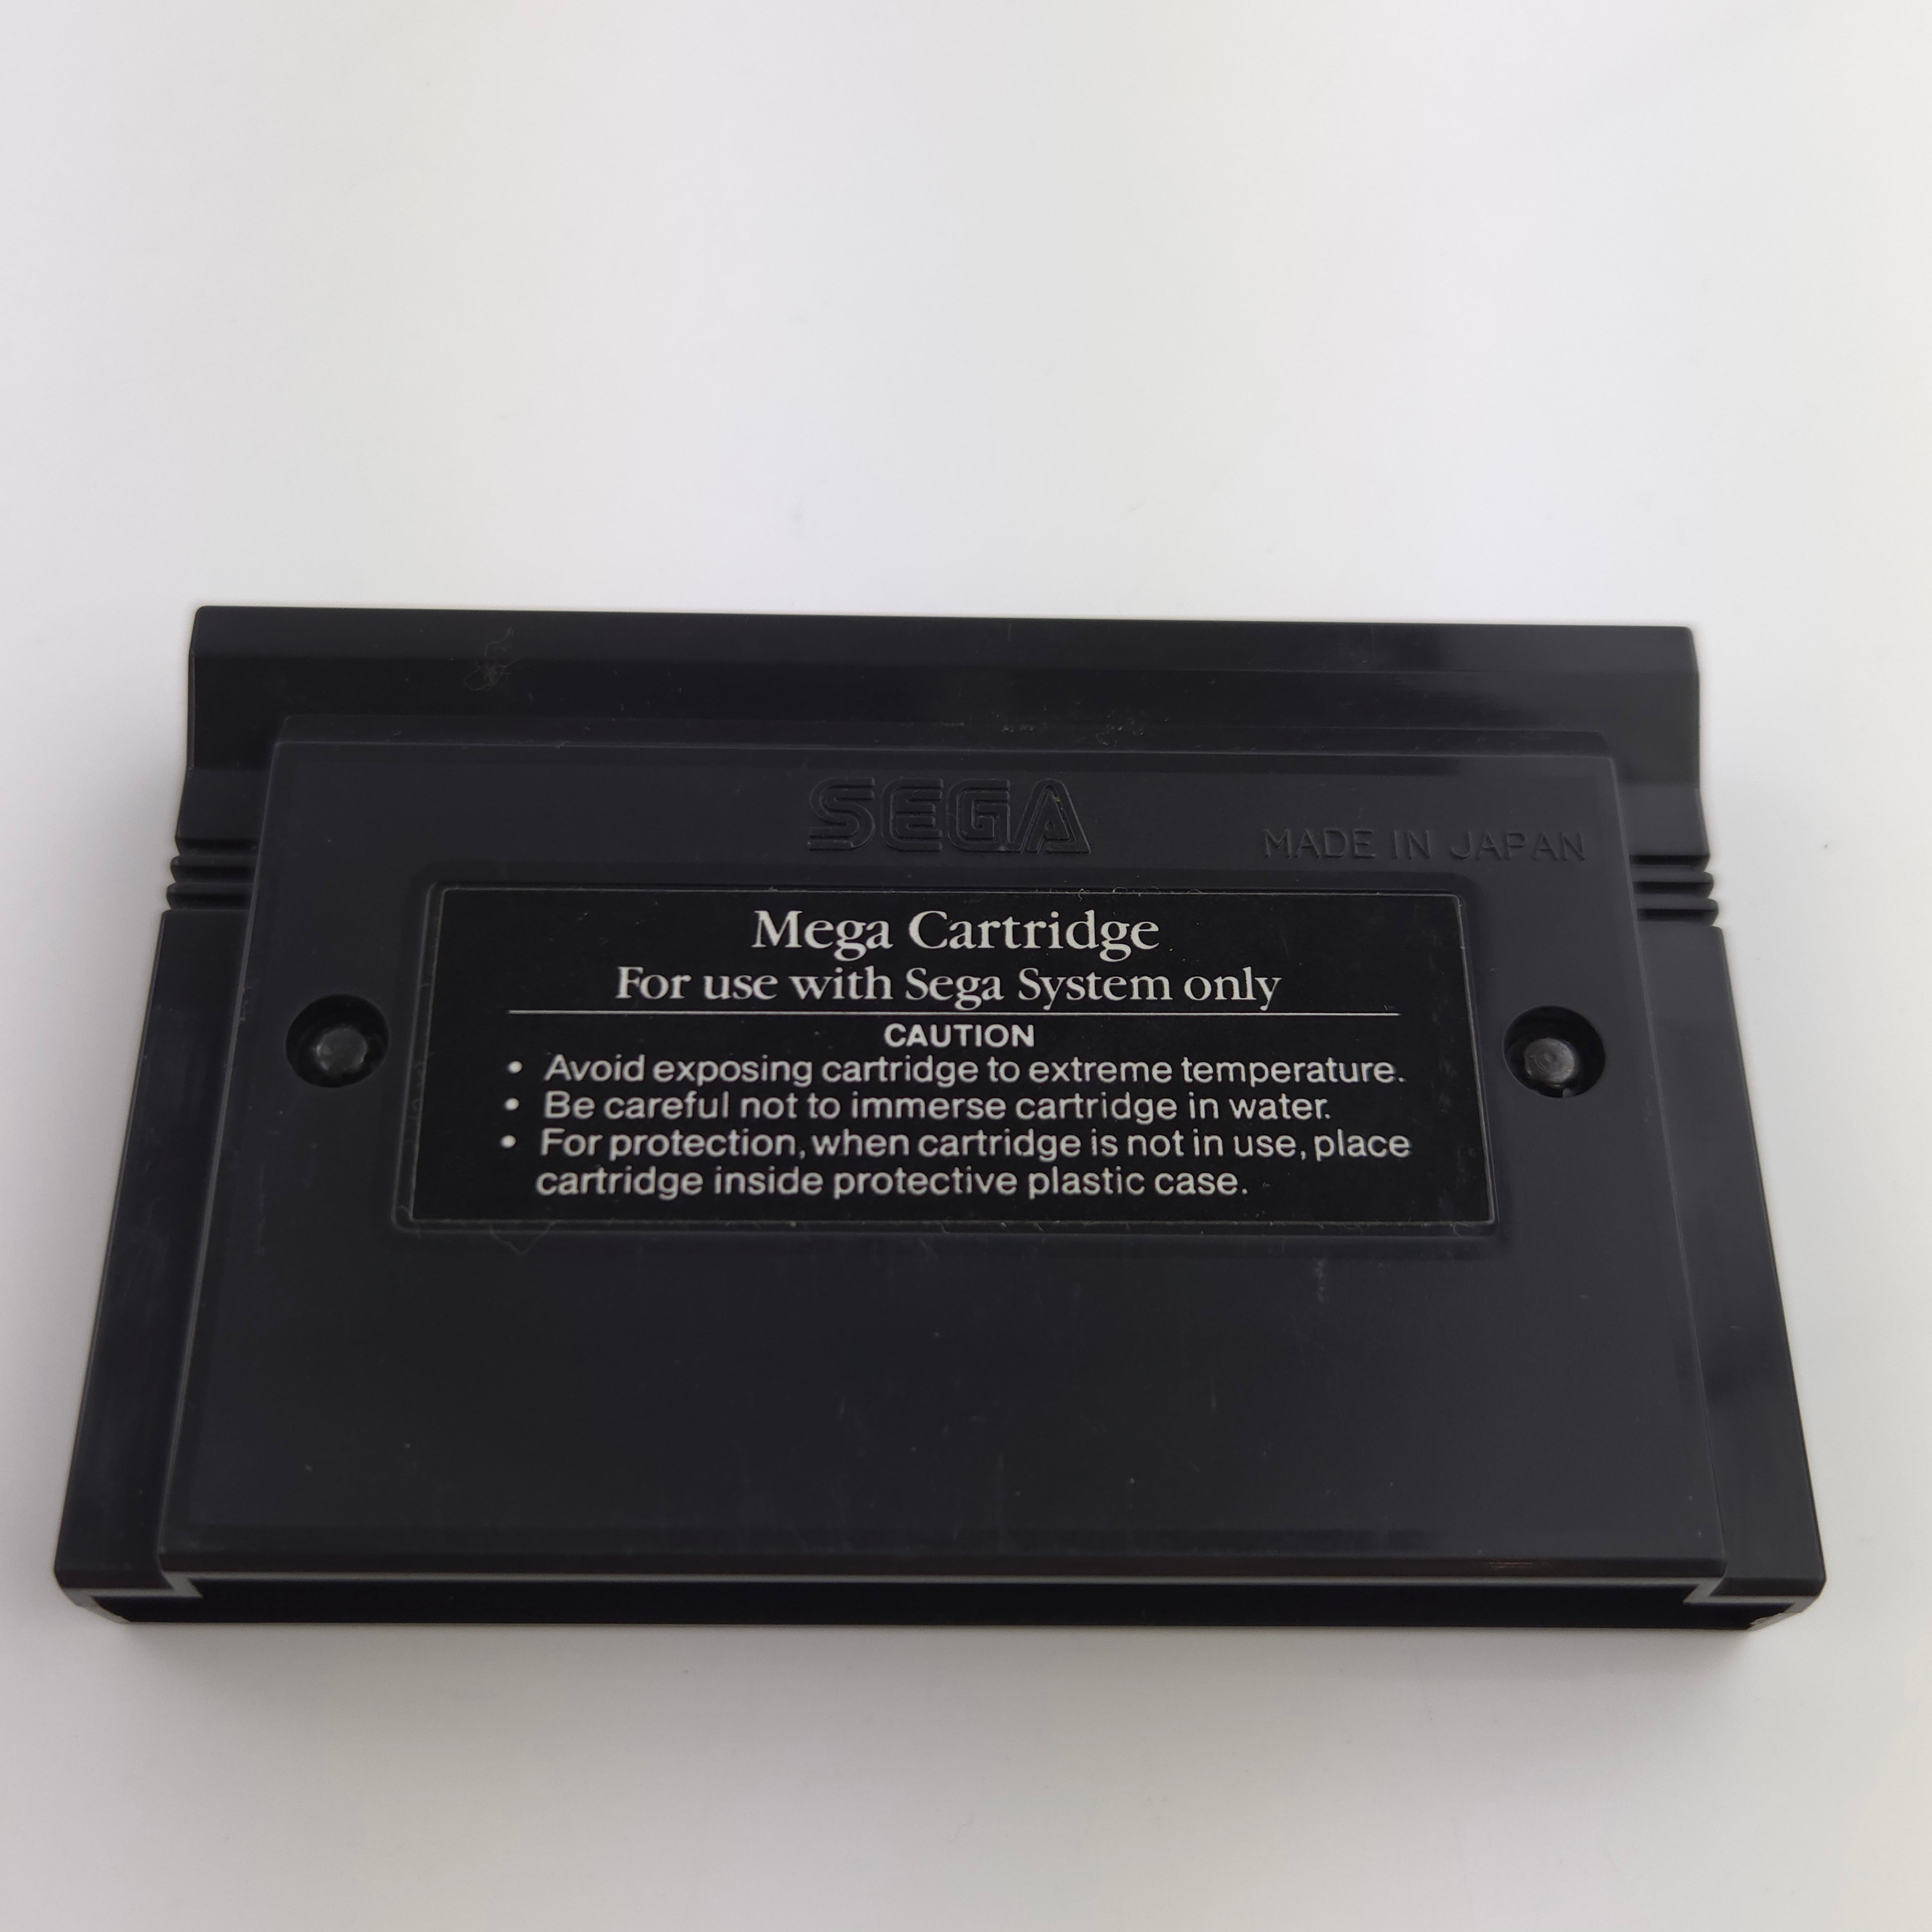 SEGA
MADE IN JAPAN
Mega Cartridge
For use with Sega System only
CAUTION
• Avoid exposing cartridge to extreme temperature.
• Be careful not to immerse cartridge in water.
• For protection, when cartridge is not in use, place
cartridge inside protective plastic case.